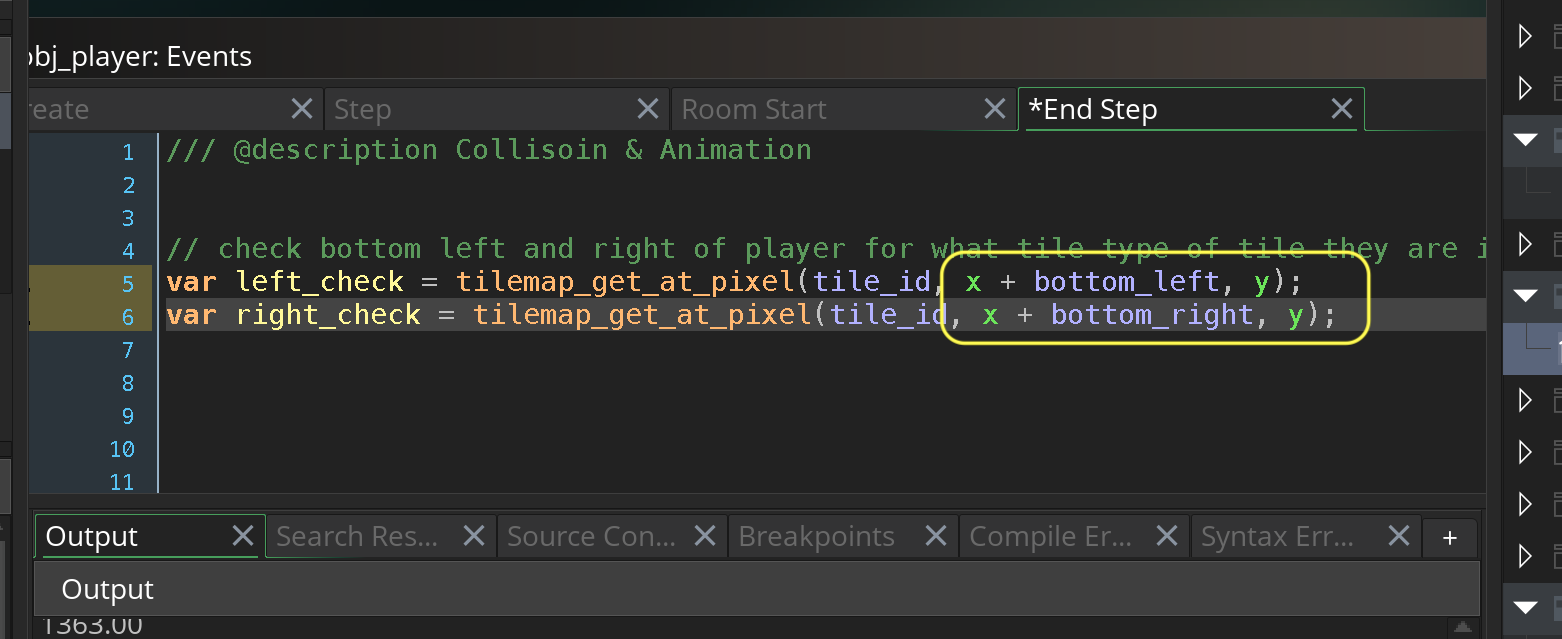 obj_player: Events
reate
Step
Room Start
*End Step
1 /// @description Collisoin & Animation
2
3
4 // check bottom left and right of player for what tile type of tile they are i
5 var left_check = tilemap_get_at_pixel(tile_id, x + bottom_left, y);
6 var right_check = tilemap_get_at_pixel(tile_id, x + bottom_right, y);
7
8
9
10
11
Output
Search Res...
Source Con...
Breakpoints
Compile Er...
Syntax Err...
+
Output
1363.00